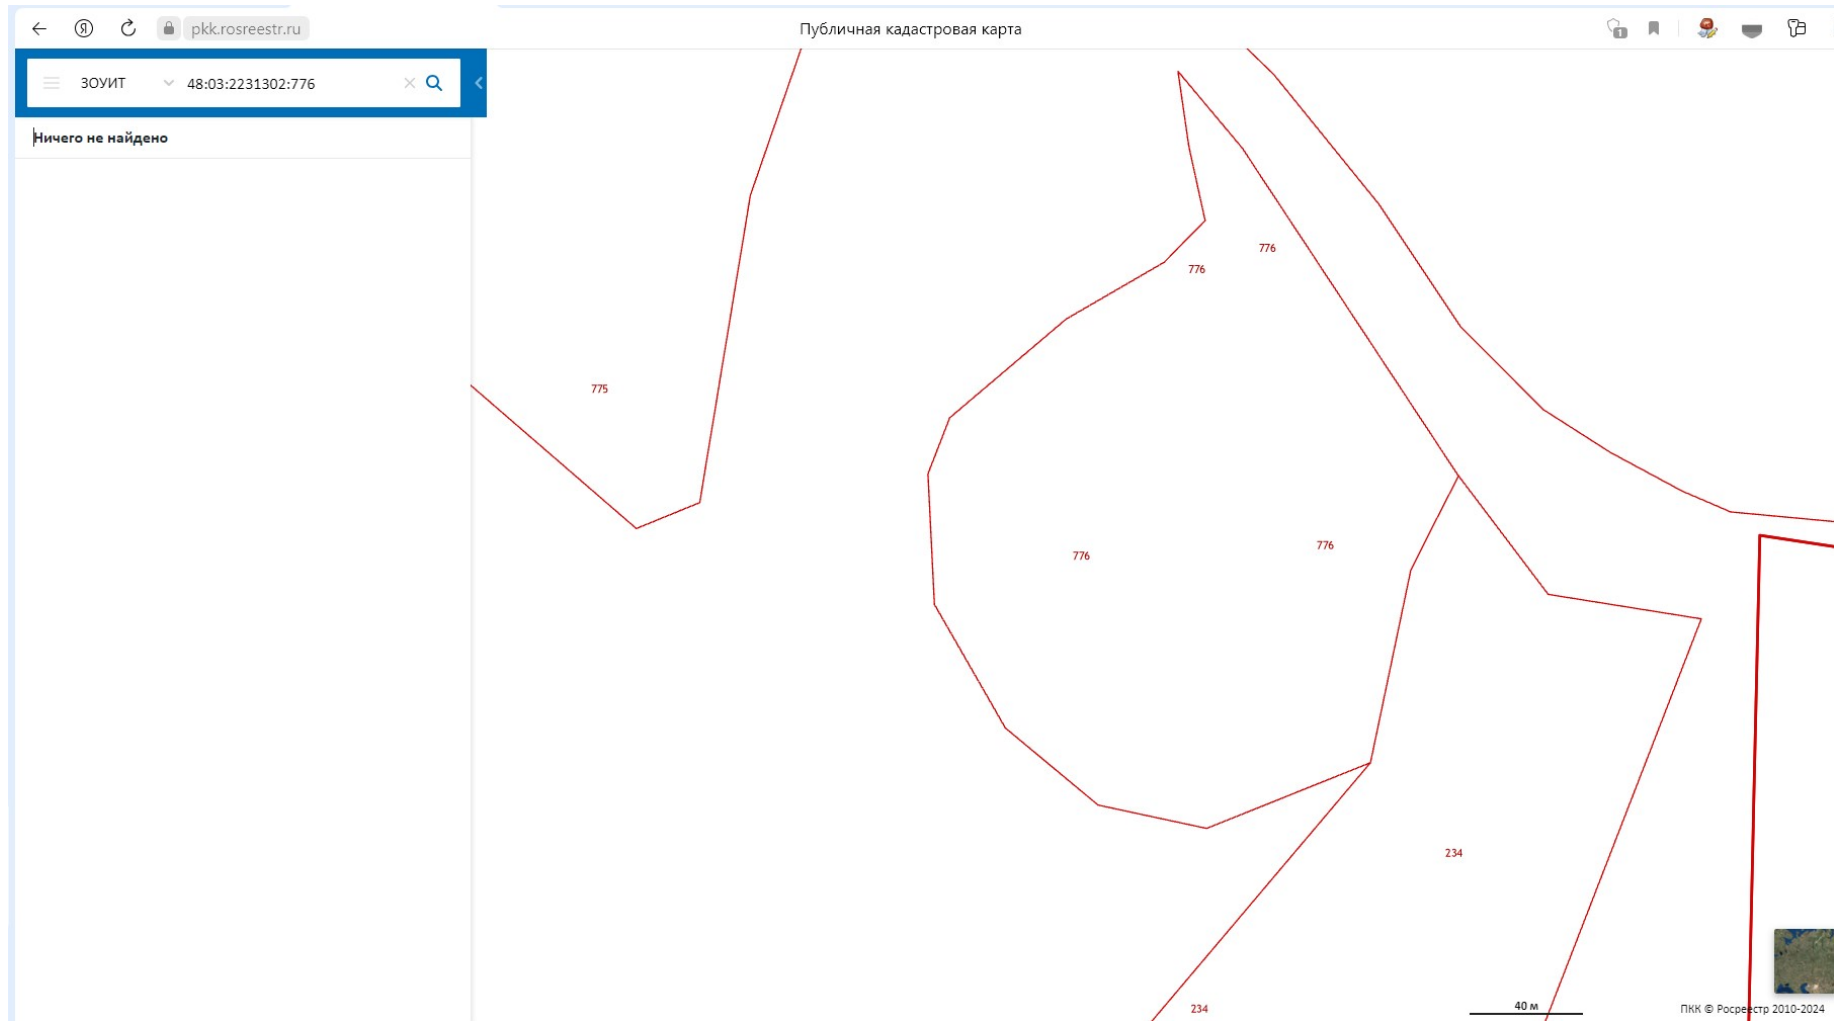 Я pkk.rosreestr.ru Публичная кадастровая карта 1
ЗОУИТ 48:03:2231302:776
Ничего не найдено
776
776
775
776
776
234
234
40 м
ПКК © Росреестр 2010-2024